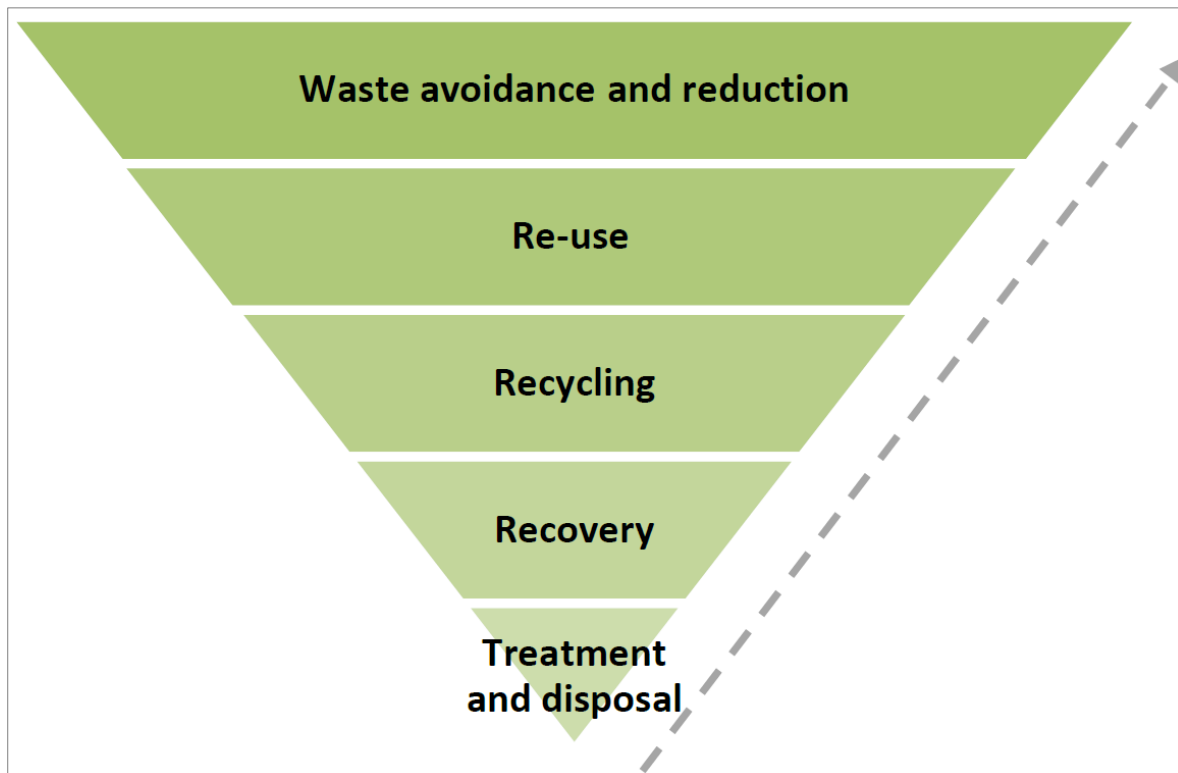 Waste avoidance and reduction
Re-use
Recycling
Recovery
Treatment
and disposal